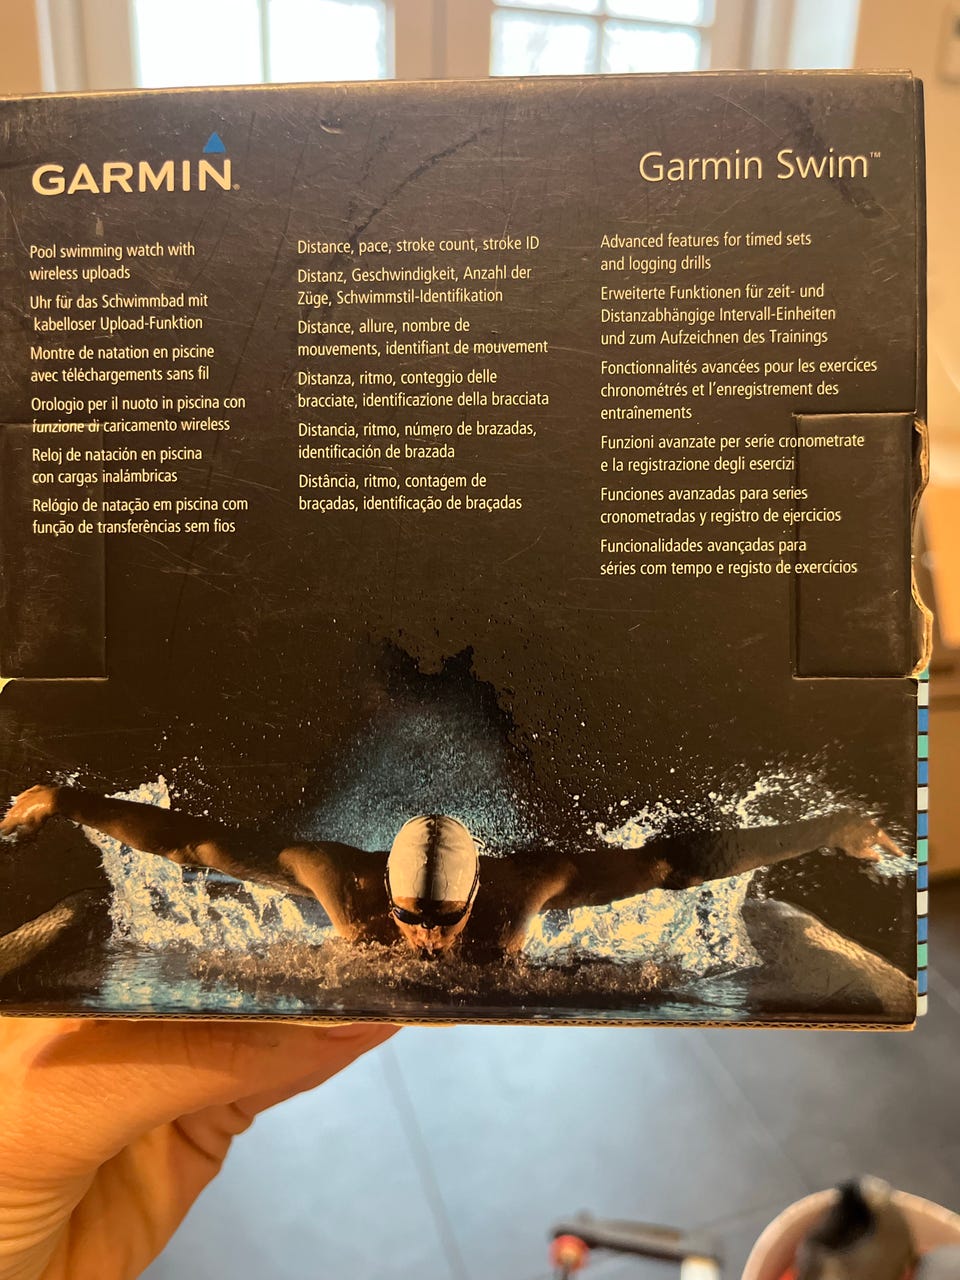 GARMIN®
Garmin Swim™
Pool swimming watch with
wireless uploads
Uhr für das Schwimmbad mit
kabelloser Upload-Funktion
Montre de natation en piscine
avec téléchargements sans fil
Orologio per il nuoto in piscina con
funzione di caricamento wireless
Reloj de natación en piscina
con cargas inalámbricas
Relógio de natação em piscina com
função de transferências sem fios
Distance, pace, stroke count, stroke ID
Distanz, Geschwindigkeit, Anzahl der
Züge, Schwimmstil-Identifikation
Distance, allure, nombre de
mouvements, identifiant de mouvement
Distanza, ritmo, conteggio delle
bracciate, identificazione della bracciata
Distancia, ritmo, número de brazadas,
identificación de brazada
Distância, ritmo, contagem de
braçadas, identificação de braçadas
Advanced features for timed sets
and logging drills
Erweiterte Funktionen für zeit- und
Distanzabhängige Intervall-Einheiten
und zum Aufzeichnen des Trainings
Fonctionnalités avancées pour les exercices
chronométrés et l'enregistrement des
entraînements
Funzioni avanzate per serie cronometrate
e la registrazione degli esercizi
Funciones avanzadas para series
cronometradas y registro de ejercicios
Funcionalidades avançadas para
séries com tempo e registo de exercícios